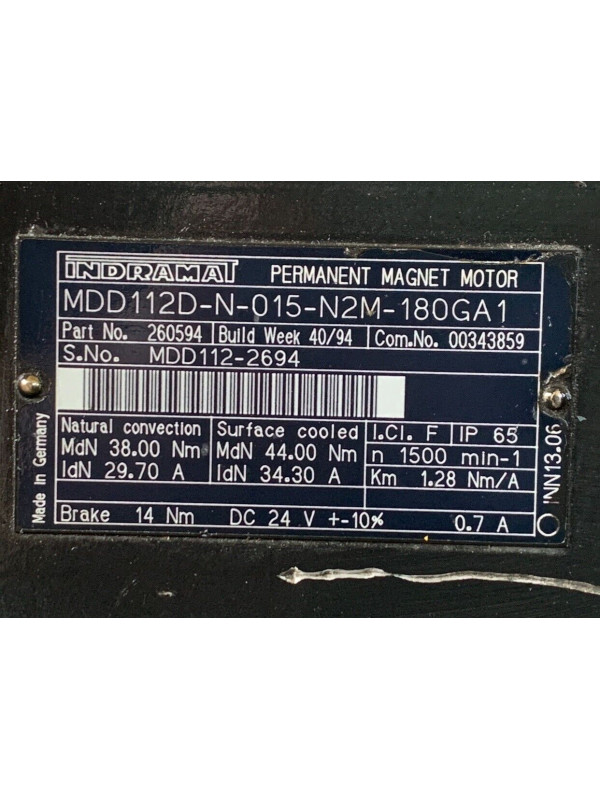 INDRAMAT PERMANENT MAGNET MOTOR
MDD112D-N-015-N2M-180GA1
Part No. 260594 Build Week 40/94 Com.No. 00343859
S.No. MDD112-2694
Natural convection Surface cooled I.Cl. F IP 65
MdN 38.00 Nm MdN 44.00 Nm n 1500 min-1
IdN 29.70 A IdN 34.30 A Km 1.28 Nm/A
Brake 14 Nm DC 24 V +-10% 0.7 A
Made in Germany
INN13.06